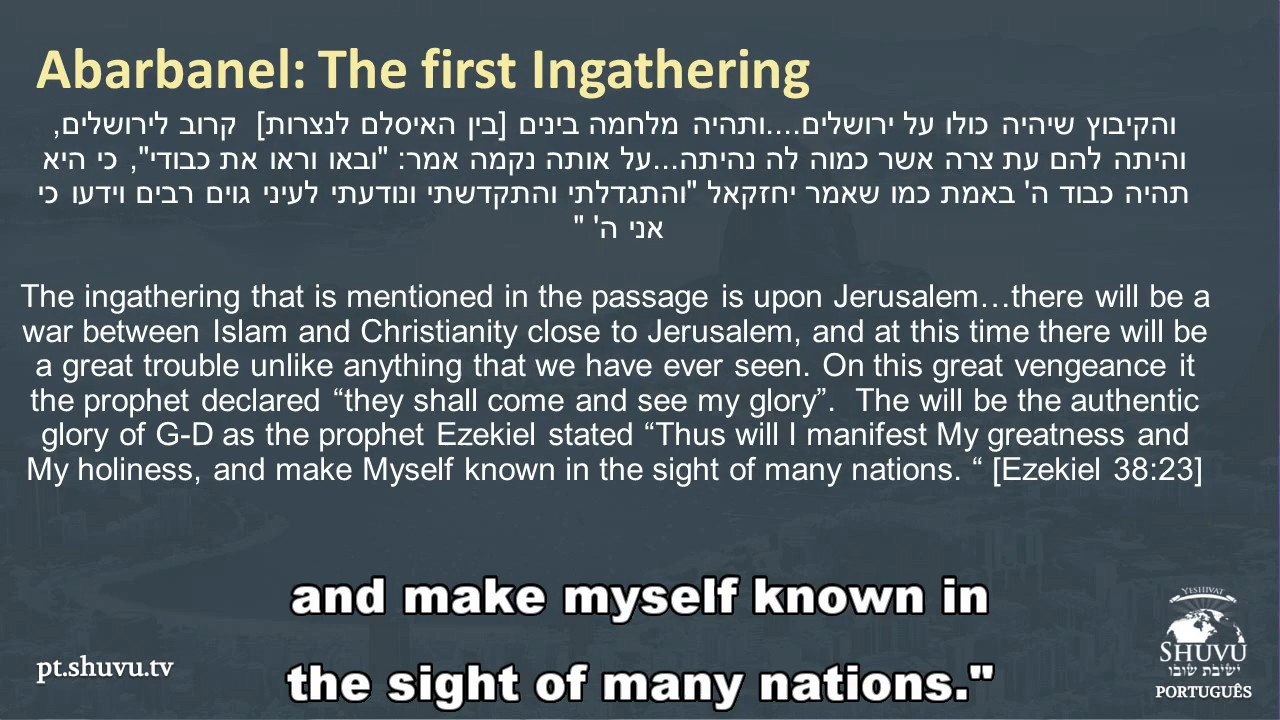 Abarbanel: The first Ingathering
והקיבוץ שיהיה כולו על ירושלים....ותהיה מלחמה בינים [בין האיסלם לנצרות] קרוב לירושלים,
והיתה להם עת צרה אשר כמוה לה נהיתה...על אותה נקמה אמר: "ובאו וראו את כבודי", כי היא
תהיה כבוד ה' באמת כמו שאמר יחזקאל "והתגדלתי והתקדשתי ונודעתי לעיני גוים רבים וידעו כי
אני ה' "
The ingathering that is mentioned in the passage is upon Jerusalem…there will be a
war between Islam and Christianity close to Jerusalem, and at this time there will be
a great trouble unlike anything that we have ever seen. On this great vengeance it
the prophet declared “they shall come and see my glory”. The will be the authentic
glory of G-D as the prophet Ezekiel stated “Thus will I manifest My greatness and
My holiness, and make Myself known in the sight of many nations. “ [Ezekiel 38:23]
and make myself known in
the sight of many nations."
pt.shuvu.tv
YESHIVAT
SHUVU
ישיבת שובו
PORTUGUÊS